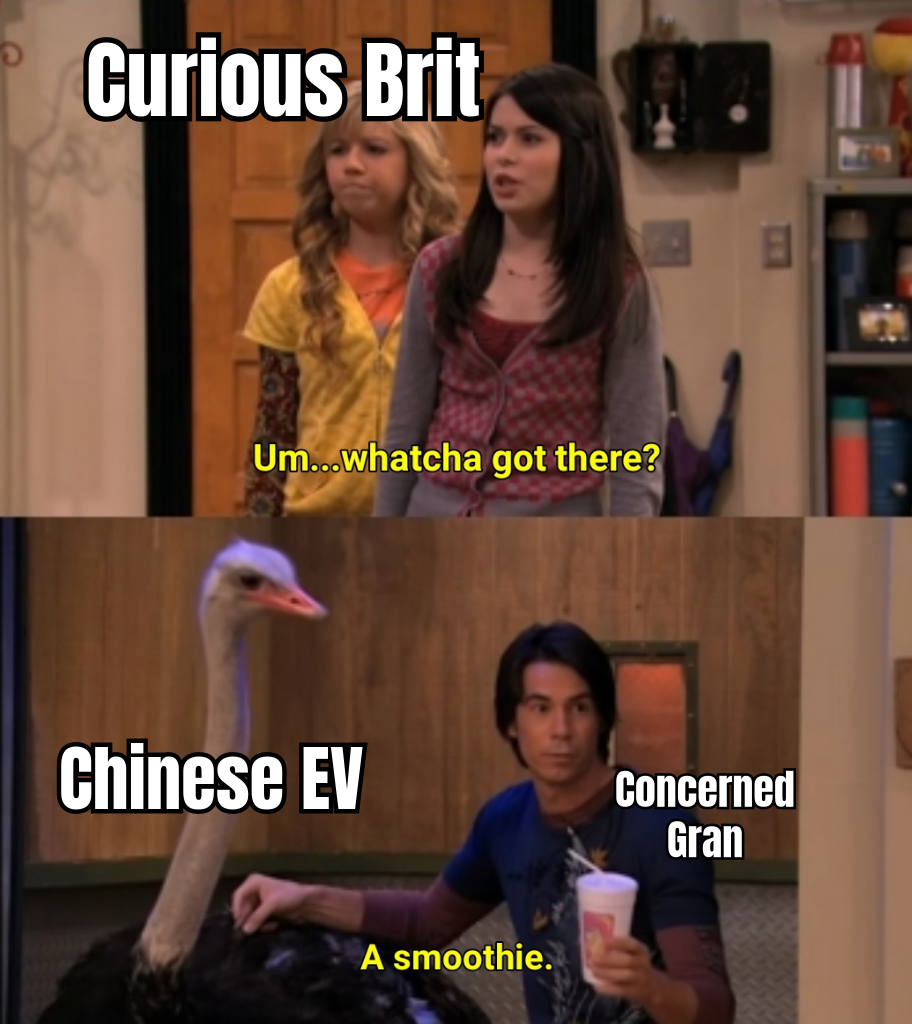 Curious Brit
Um...whatcha got there?
Chinese EV
Concerned
Gran
A smoothie.